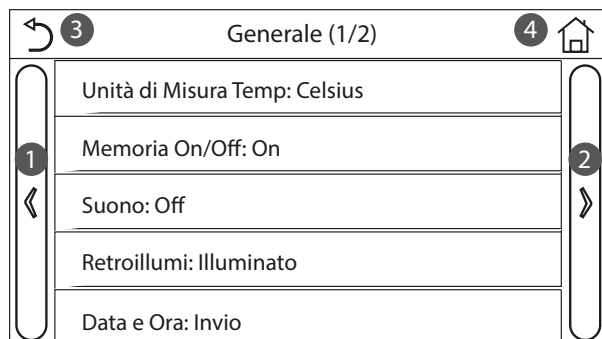 3 Generale (1/2) 4
Unità di Misura Temp: Celsius
Memoria On/Off: On
1 2
Suono: Off
Retroillumi: Illuminato
Data e Ora: Invio